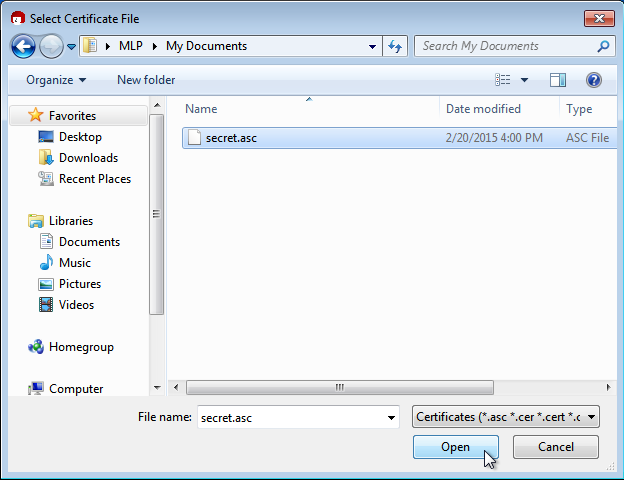 Select Certificate File
MLP My Documents
Search My Documents
Organize New folder
Favorites
Desktop
Downloads
Recent Places
Libraries
Documents
Music
Pictures
Videos
Homegroup
Computer
Name Date modified Type
secret.asc 2/20/2015 4:00 PM ASC File
File name: secret.asc Certificates (*.asc *.cer *.cert *.c
Open Cancel